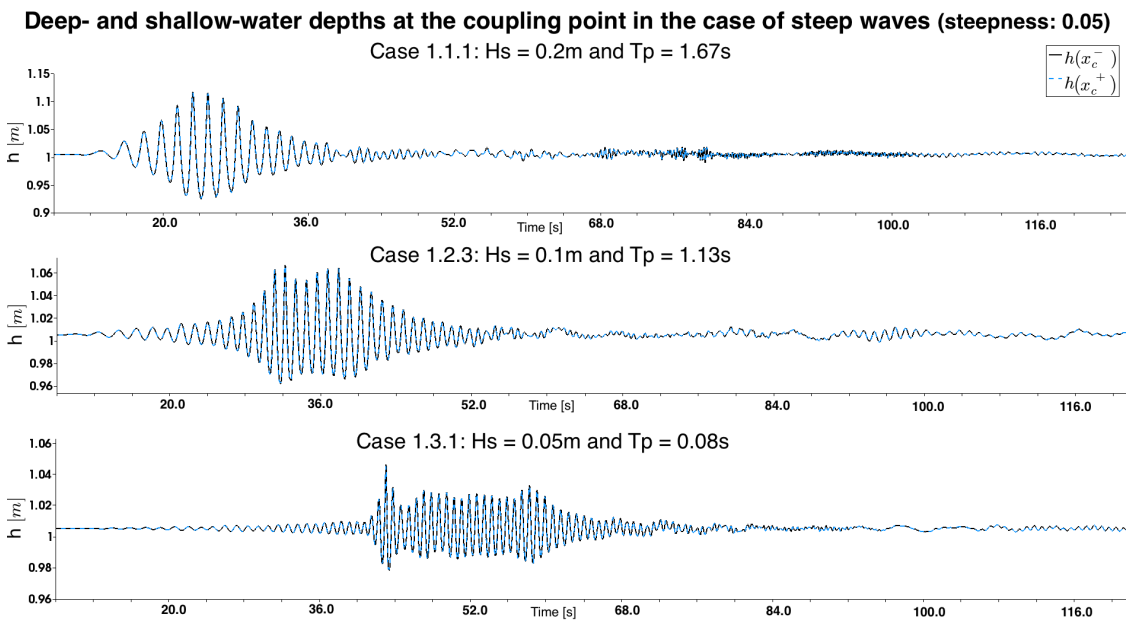 Deep- and shallow-water depths at the coupling point in the case of steep waves (steepness: 0.05)
Case 1.1.1: Hs = 0.2m and Tp = 1.67s
h(x_c^-)
h(x_c^+)
1.15
1.1
1.05
1
0.95
0.9
h [m]
20.0 36.0 52.0 68.0 84.0 100.0 116.0
Time [s]
Case 1.2.3: Hs = 0.1m and Tp = 1.13s
1.06
1.04
1.02
1
0.98
0.96
h [m]
20.0 36.0 52.0 68.0 84.0 100.0 116.0
Time [s]
Case 1.3.1: Hs = 0.05m and Tp = 0.08s
1.06
1.04
1.02
1
0.98
0.96
h [m]
20.0 36.0 52.0 68.0 84.0 100.0 116.0
Time [s]